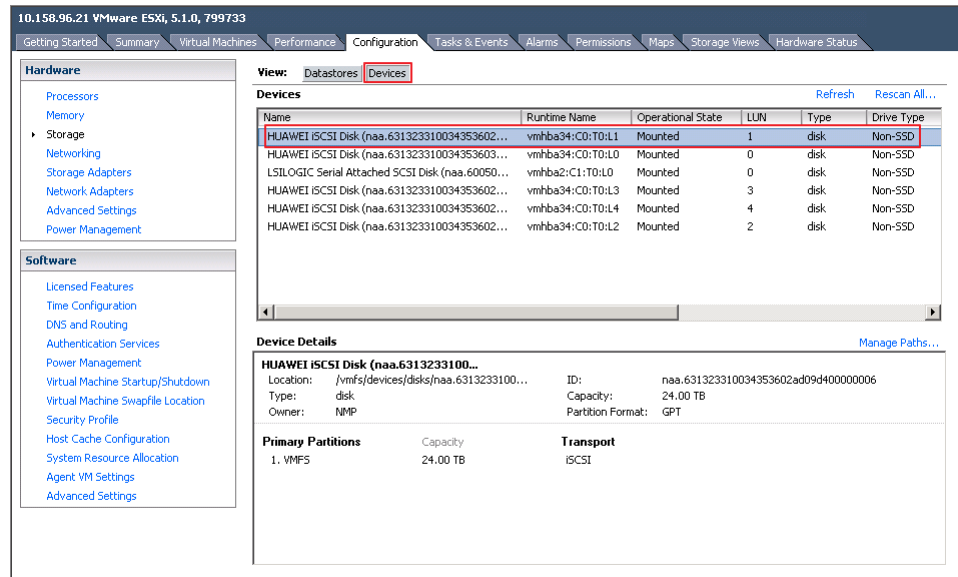 10.158.96.21 VMware ESXi, 5.1.0, 799733
Getting Started Summary Virtual Machines Performance Configuration Tasks & Events Alarms Permissions Maps Storage Views Hardware Status
Hardware
Processors
Memory
Storage
Networking
Storage Adapters
Network Adapters
Advanced Settings
Power Management
Software
Licensed Features
Time Configuration
DNS and Routing
Authentication Services
Power Management
Virtual Machine Startup/Shutdown
Virtual Machine Swapfile Location
Security Profile
Host Cache Configuration
System Resource Allocation
Agent VM Settings
Advanced Settings
View: Datastores Devices
Devices Refresh Rescan All...
Name Runtime Name Operational State LUN Type Drive Type
HUAWEI iSCSI Disk (naa.631323310034353602... vmhba34:C0:T0:L1 Mounted 1 disk Non-SSD
HUAWEI iSCSI Disk (naa.631323310034353603... vmhba34:C0:T0:L0 Mounted 0 disk Non-SSD
LSILOGIC Serial Attached SCSI Disk (naa.60050... vmhba2:C1:T0:L0 Mounted 0 disk Non-SSD
HUAWEI iSCSI Disk (naa.631323310034353602... vmhba34:C0:T0:L3 Mounted 3 disk Non-SSD
HUAWEI iSCSI Disk (naa.631323310034353602... vmhba34:C0:T0:L4 Mounted 4 disk Non-SSD
HUAWEI iSCSI Disk (naa.631323310034353602... vmhba34:C0:T0:L2 Mounted 2 disk Non-SSD
Device Details Manage Paths...
HUAWEI iSCSI Disk (naa.6313233100...
Location: /vmfs/devices/disks/naa.6313233100... ID: naa.631323310034353602ad09d400000006
Type: disk Capacity: 24.00 TB
Owner: NMP Partition Format: GPT
Primary Partitions Capacity Transport
1. VMFS 24.00 TB iSCSI